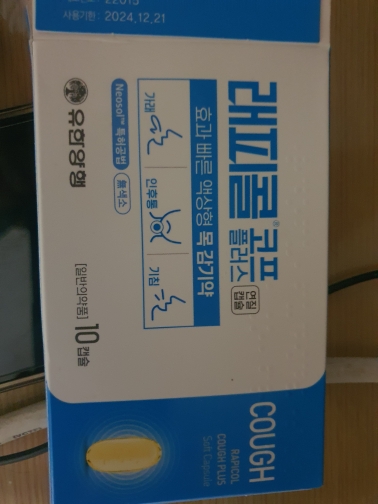 사용기한 : 2024.12.21
래피콜® 코프
플러스
연질
캡슐
효과 빠른 액상형 목 감기약
가래
인후통
기침
Neosol™ 특허공법
無색소
유한양행
[일반의약품]
10캡슐
COUGH
RAPICOL
COUGH PLUS
Soft Capsule